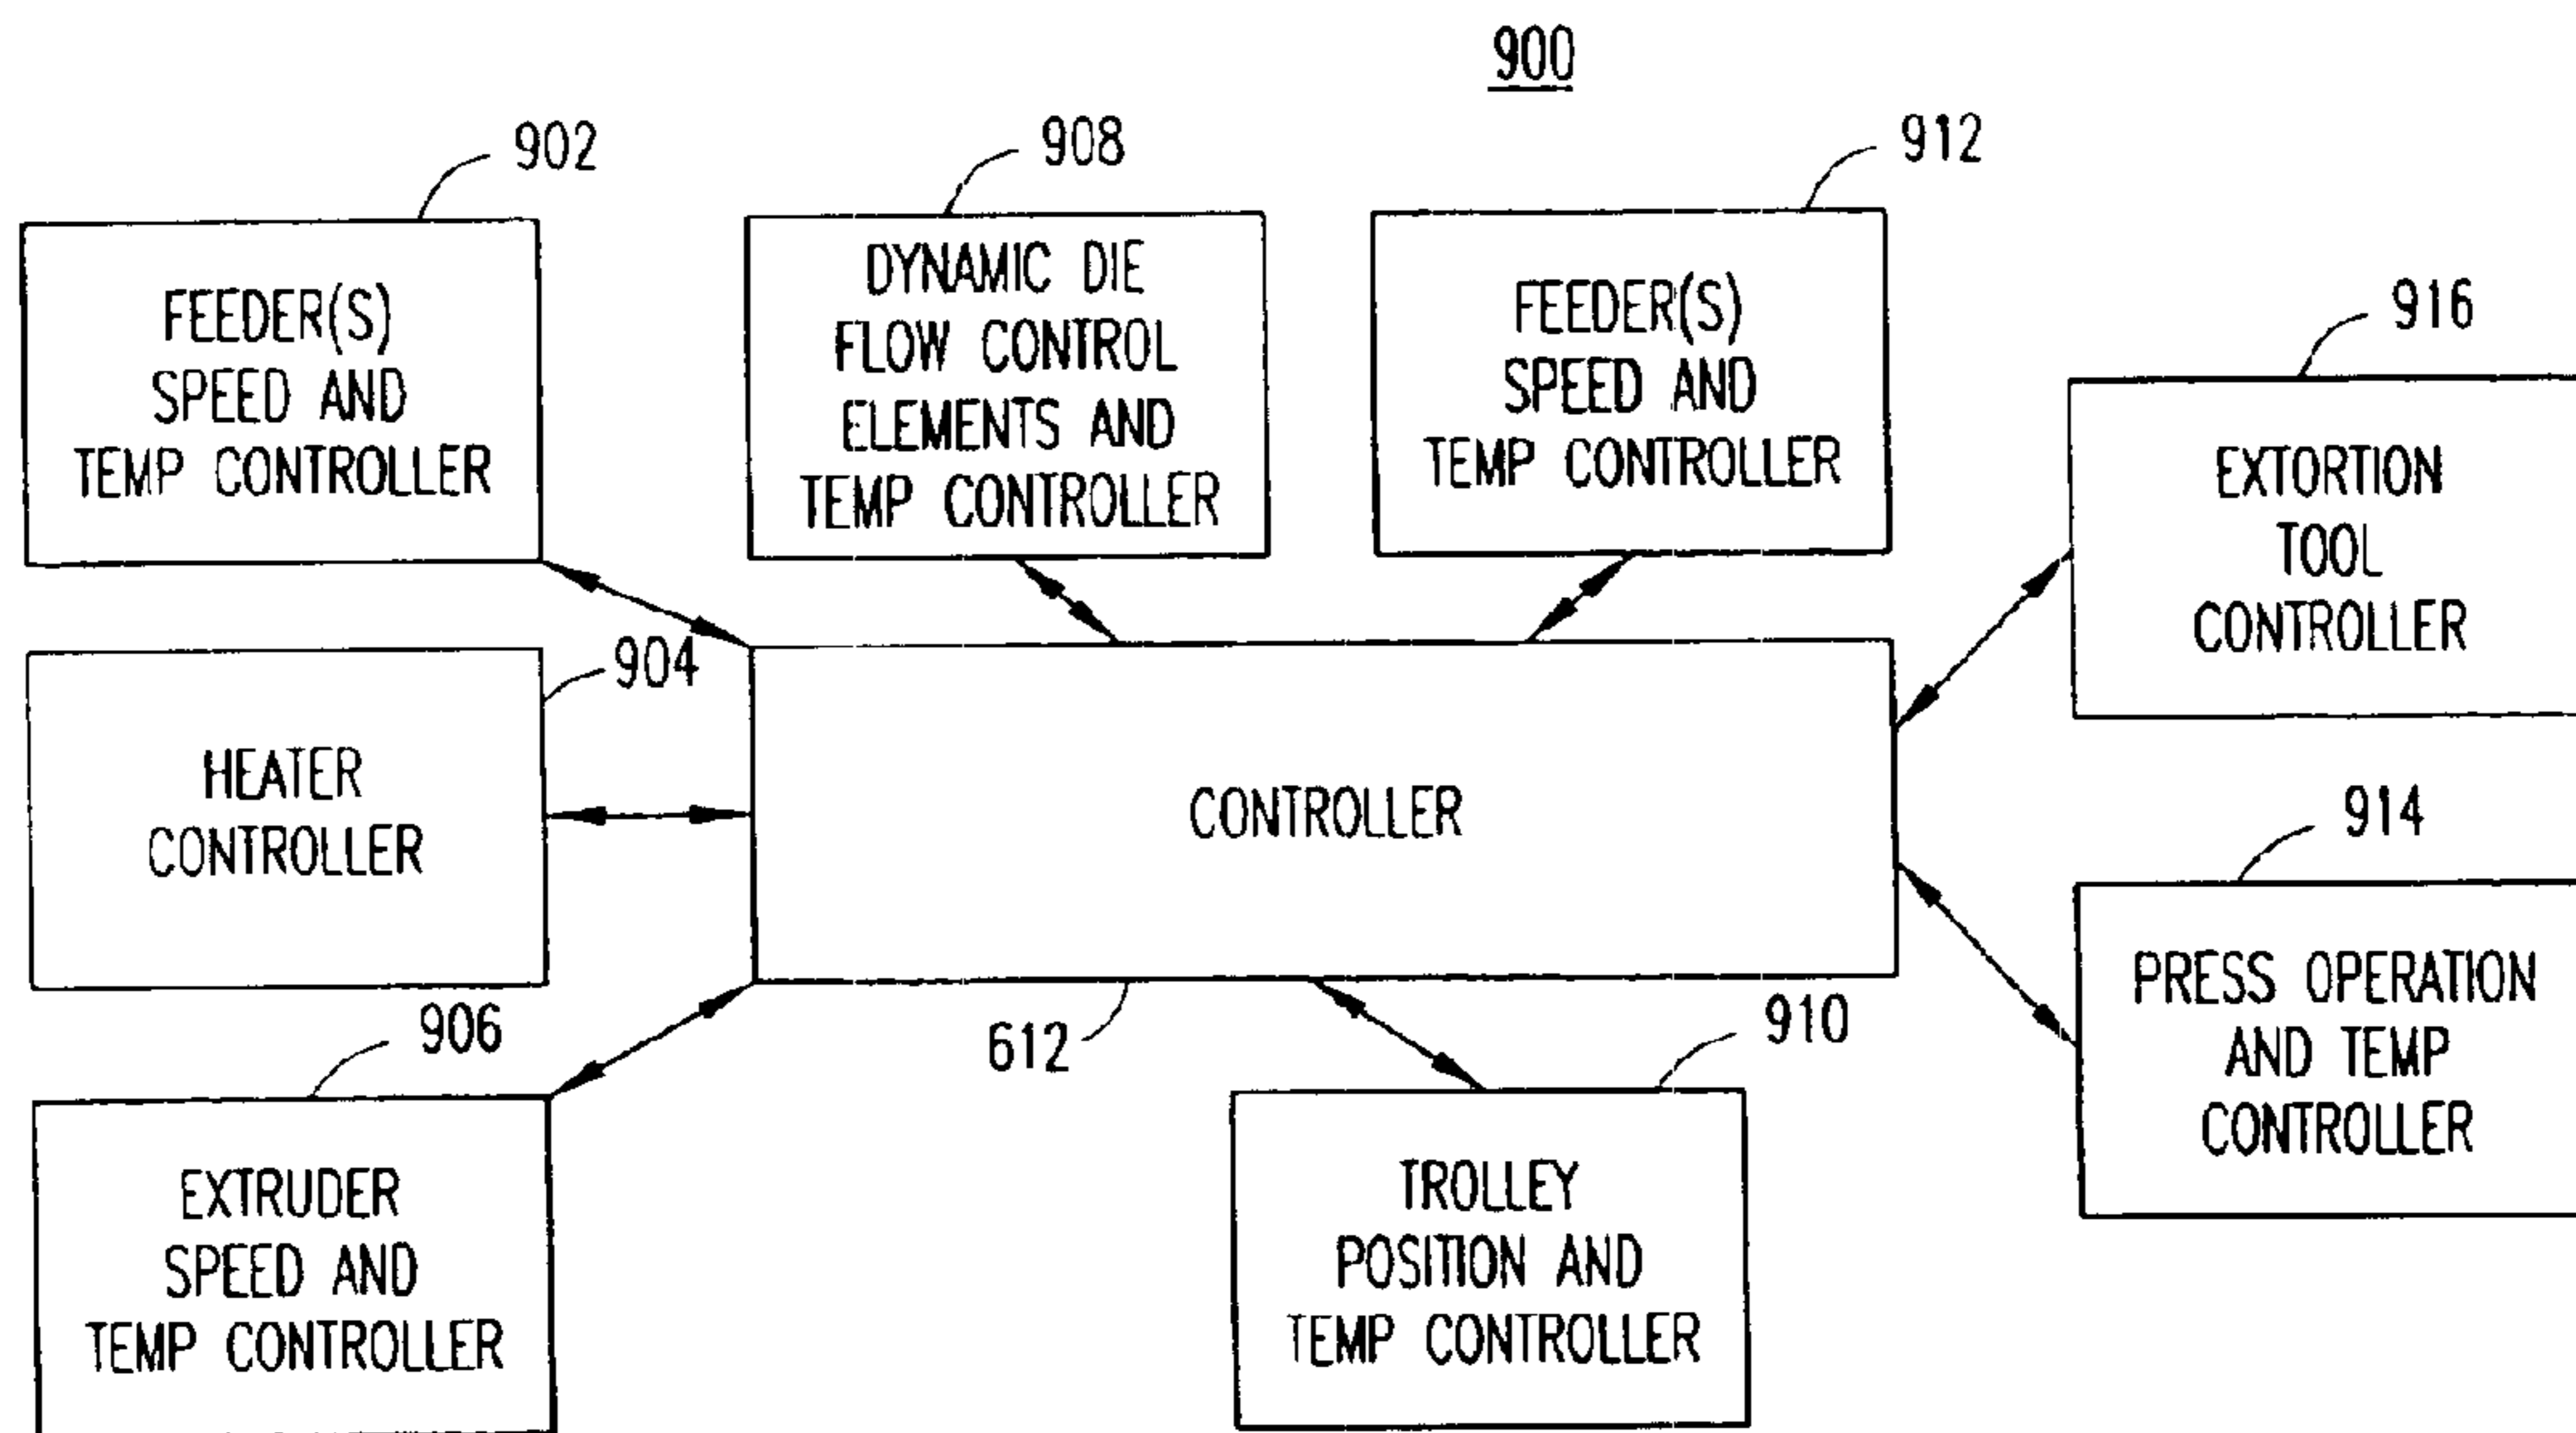 900
902
908
912
FEEDER(S)
SPEED AND
TEMP CONTROLLER
DYNAMIC DIE
FLOW CONTROL
ELEMENTS AND
TEMP CONTROLLER
FEEDER(S)
SPEED AND
TEMP CONTROLLER
916
EXTORTION
TOOL
CONTROLLER
904
HEATER
CONTROLLER
CONTROLLER
612
914
PRESS OPERATION
AND TEMP
CONTROLLER
906
EXTRUDER
SPEED AND
TEMP CONTROLLER
910
TROLLEY
POSITION AND
TEMP CONTROLLER